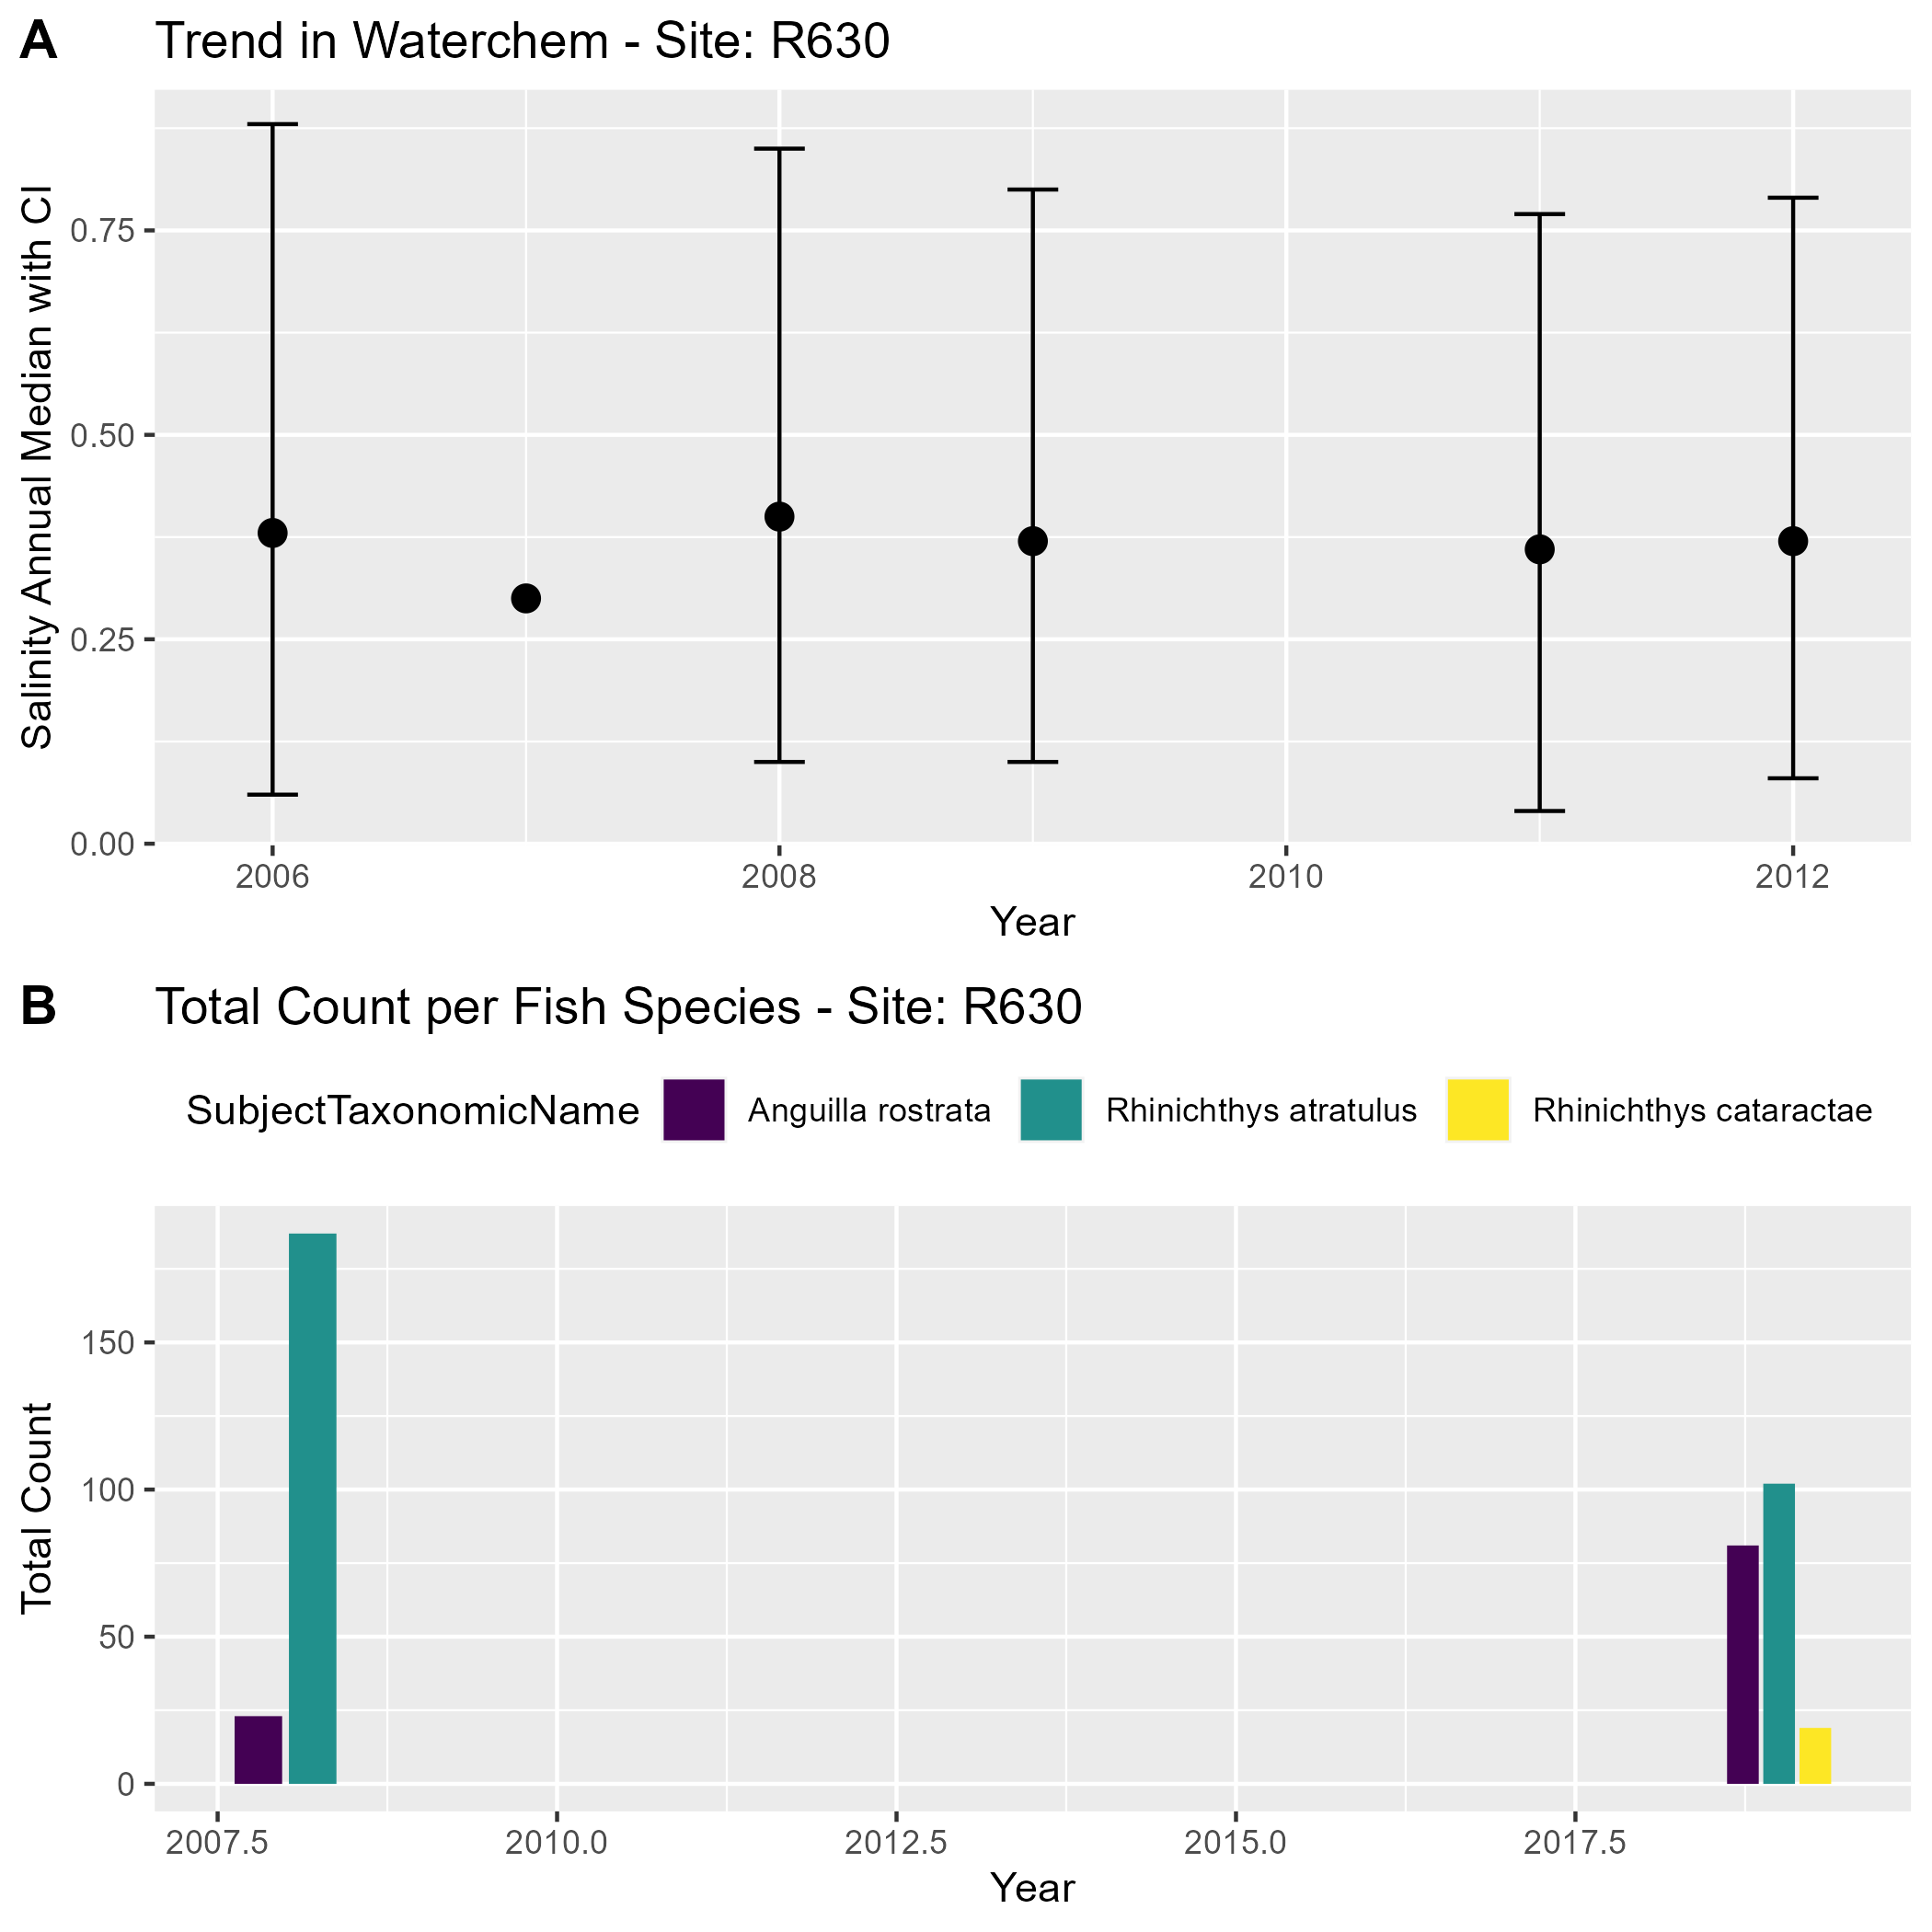 A Trend in Waterchem - Site: R630
Salinity Annual Median with CI
0.75
0.50
0.25
0.00
2006 2008 2010 2012
Year
B Total Count per Fish Species - Site: R630
SubjectTaxonomicName Anguilla rostrata Rhinichthys atratulus Rhinichthys cataractae
Total Count
150
100
50
0
2007.5 2010.0 2012.5 2015.0 2017.5
Year